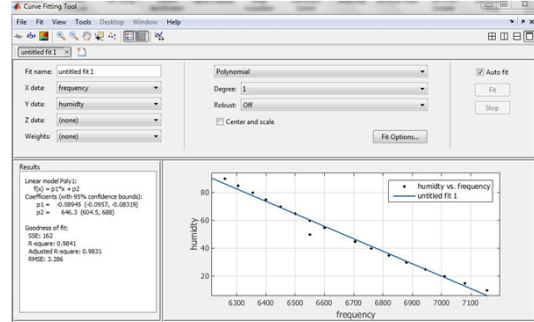 Curve Fitting Tool
File Fit View Tools Desktop Window Help
untitled fit 1
Fit name: untitled fit 1
X data: frequency
Y data: humidty
Z data: (none)
Weights: (none)
Polynomial
Degree: 1
Robust: Off
Center and scale
Fit Options...
Auto fit
Fit
Stop
Results
Linear model Poly1:
f(x) = p1*x + p2
Coefficients (with 95% confidence bounds):
p1 = -0.08945 (-0.0957, -0.08319)
p2 = 646.3 (604.5, 688)
Goodness of fit:
SSE: 162
R-square: 0.9841
Adjusted R-square: 0.9831
RMSE: 3.286
humidty vs. frequency
untitled fit 1
80
60
40
20
humidty
6300 6400 6500 6600 6700 6800 6900 7000 7100
frequency